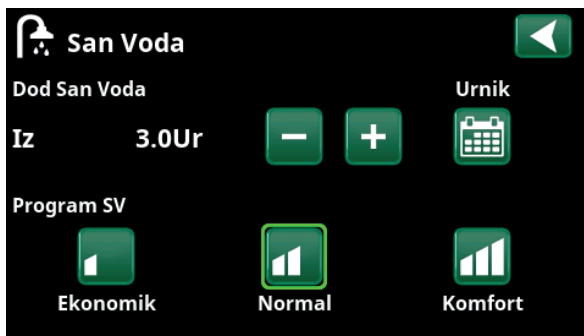 San Voda
Dod San Voda Urnik
Iz 3.0Ur
Program SV
Ekonomik Normal Komfort